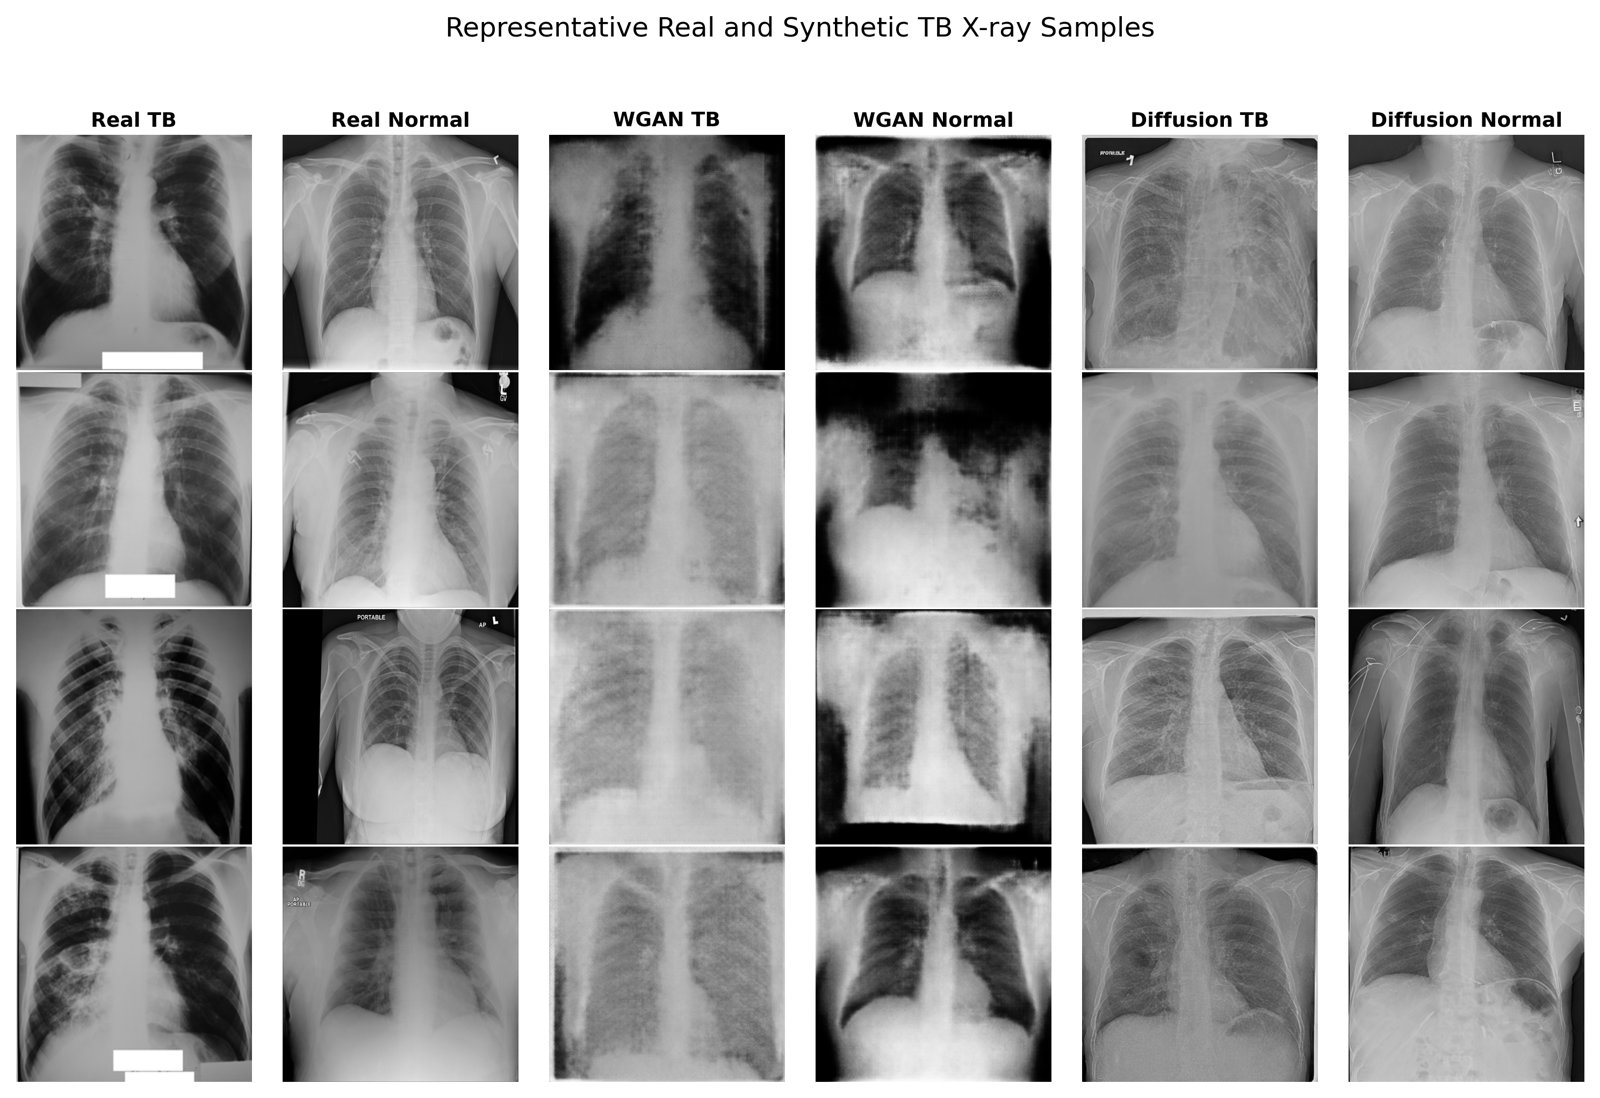 Representative Real and Synthetic TB X-ray Samples
Real TB
Real Normal
WGAN TB
WGAN Normal
Diffusion TB
Diffusion Normal
L
PORTABLE
AP
L
R
AP
PORTABLE